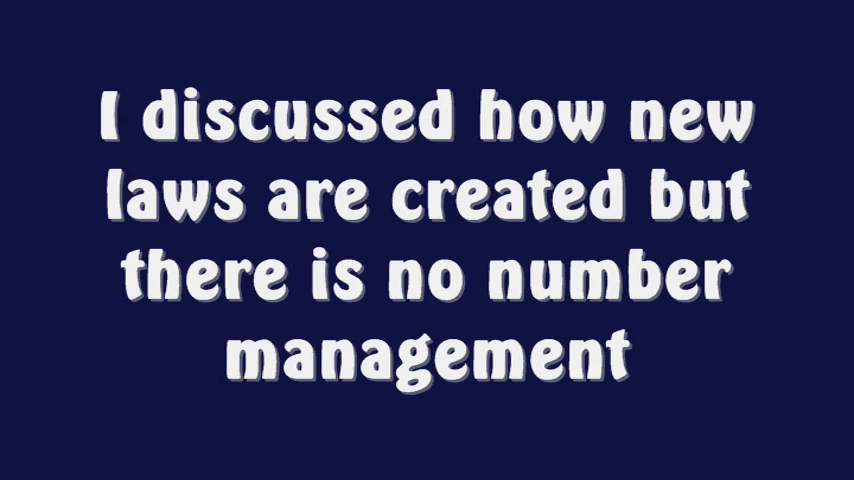 I discussed how new
laws are created but
there is no number
management